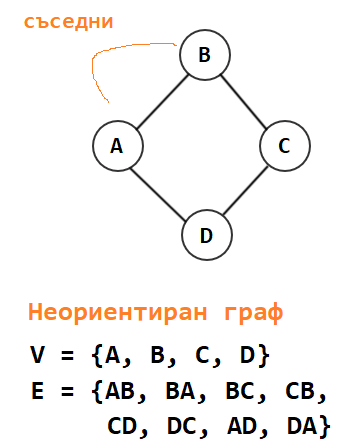 съседни
B
A
C
D
Неориентиран граф
V = {A, B, C, D}
E = {AB, BA, BC, CB,
CD, DC, AD, DA}